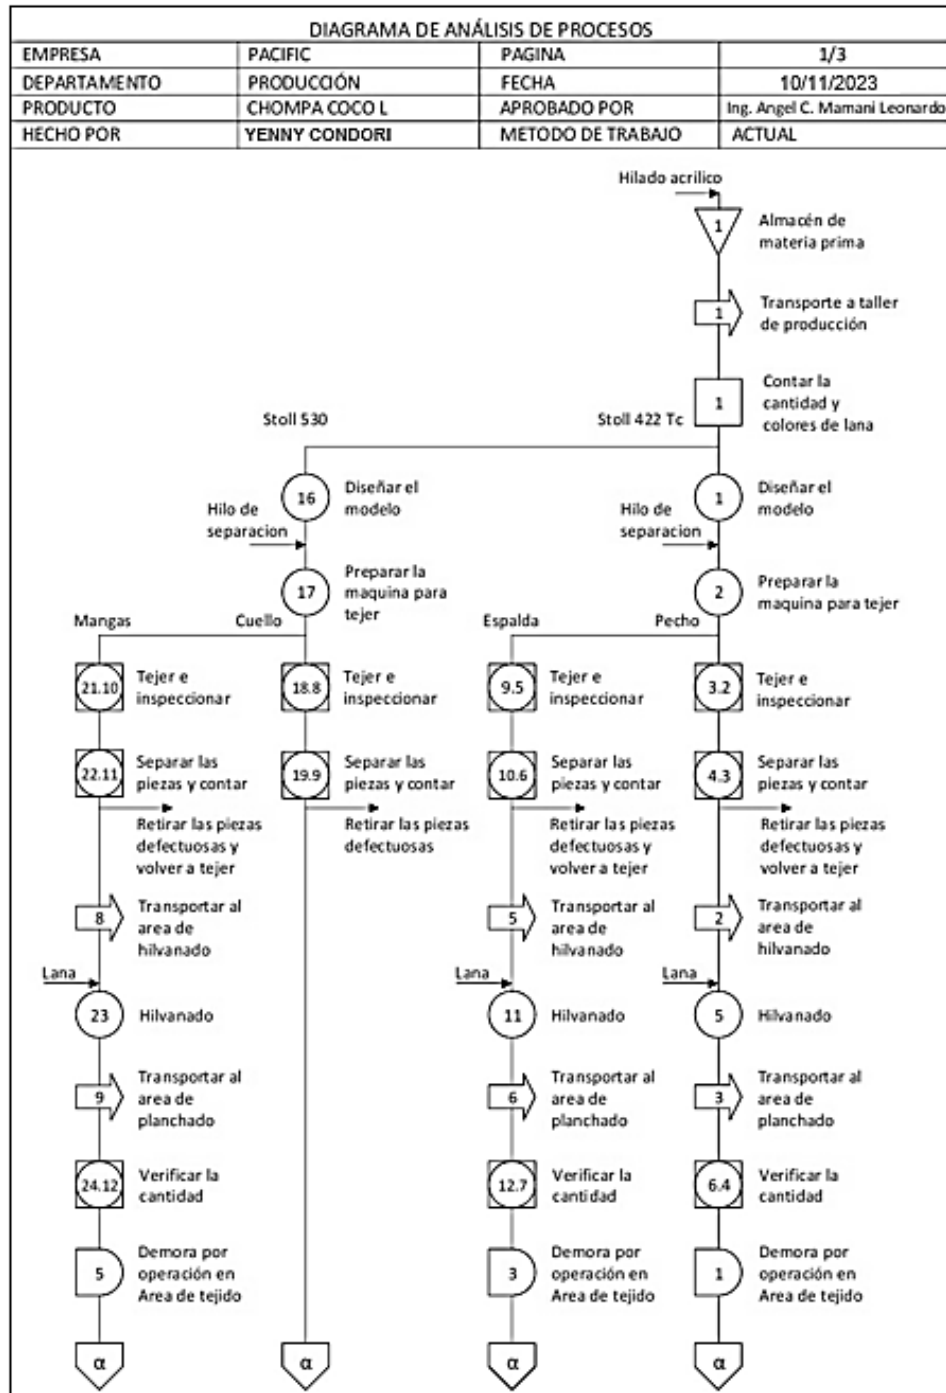 DIAGRAMA DE ANÁLISIS DE PROCESOS
EMPRESA PACIFIC PAGINA 1/3
DEPARTAMENTO PRODUCCIÓN FECHA 10/11/2023
PRODUCTO CHOMPA COCO L APROBADO POR Ing. Angel C. Mamani Leonardo
HECHO POR YENNY CONDORI METODO DE TRABAJO ACTUAL
Hilado acrilico
1 Almacén de
materia prima
1 Transporte a taller
de producción
1 Contar la
cantidad y
colores de lana
Stoll 530 Stoll 422 Tc
16 Diseñar el
modelo
1 Diseñar el
modelo
Hilo de
separacion
Hilo de
separacion
17 Preparar la
maquina para
tejer
2 Preparar la
maquina para tejer
Mangas Cuello Espalda Pecho
21.10 Tejer e
inspeccionar
18.8 Tejer e
inspeccionar
9.5 Tejer e
inspeccionar
3.2 Tejer e
inspeccionar
22.11 Separar las
piezas y contar
19.9 Separar las
piezas y contar
10.6 Separar las
piezas y contar
4.3 Separar las
piezas y contar
Retirar las piezas
defectuosas y
volver a tejer
Retirar las piezas
defectuosas
Retirar las piezas
defectuosas y
volver a tejer
Retirar las piezas
defectuosas y
volver a tejer
8 Transportar al
area de
hilvanado
5 Transportar al
area de
hilvanado
2 Transportar al
area de
hilvanado
Lana Lana Lana
23 Hilvanado 11 Hilvanado 5 Hilvanado
9 Transportar al
area de
planchado
6 Transportar al
area de
planchado
3 Transportar al
area de
planchado
24.12 Verificar la
cantidad
12.7 Verificar la
cantidad
6.4 Verificar la
cantidad
5 Demora por
operación en
Area de tejido
3 Demora por
operación en
Area de tejido
1 Demora por
operación en
Area de tejido
α α α α